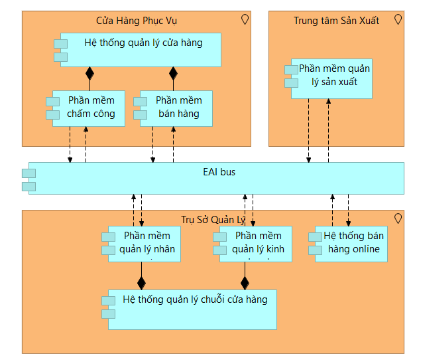 Cửa Hàng Phục Vụ
Hệ thống quản lý cửa hàng
Phần mềm
chấm công
Phần mềm
bán hàng
Trung tâm Sản Xuất
Phần mềm quản
lý sản xuất
EAI bus
Trụ Sở Quản Lý
Phần mềm
quản lý nhân
Phần mềm
quản lý kinh
Hệ thống bán
hàng online
Hệ thống quản lý chuỗi cửa hàng